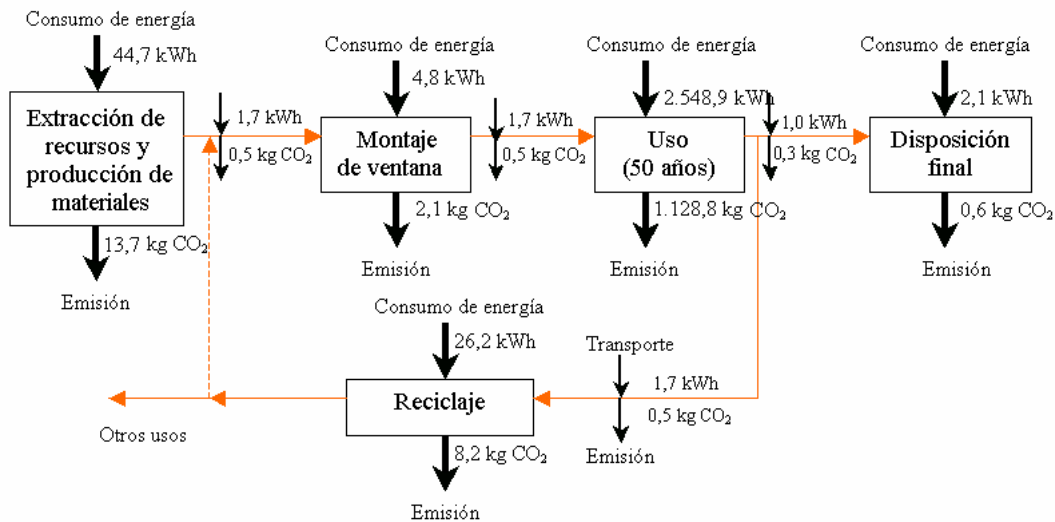 Consumo de energía
44,7 kWh
Extracción de
recursos y
producción de
materiales
13,7 kg CO₂
Emisión
1,7 kWh
0,5 kg CO₂
Consumo de energía
4,8 kWh
Montaje
de ventana
2,1 kg CO₂
Emisión
1,7 kWh
0,5 kg CO₂
Consumo de energía
2.548,9 kWh
Uso
(50 años)
1.128,8 kg CO₂
Emisión
1,0 kWh
0,3 kg CO₂
Consumo de energía
2,1 kWh
Disposición
final
0,6 kg CO₂
Emisión
Consumo de energía
26,2 kWh
Reciclaje
8,2 kg CO₂
Emisión
Transporte
1,7 kWh
0,5 kg CO₂
Emisión
Otros usos